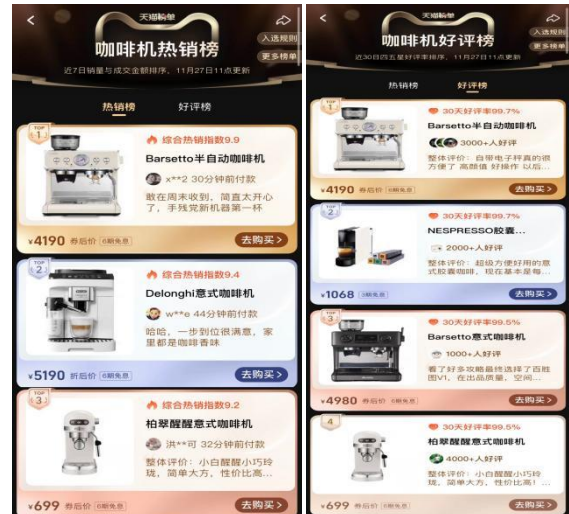 天猫榜单
咖啡机热销榜
入选规则
更多榜单
近7日销量与成交金额排序，11月27日11点更新
热销榜
好评榜
TOP
1
综合热销指数9.9
Barsetto半自动咖啡机
x**2 30分钟前付款
敢在周末收到，简直太开心
了，手残党新机器第一杯
¥4190 券后价 6期免息
去购买>
TOP
2
综合热销指数9.4
Delonghi意式咖啡机
w**e 44分钟前付款
哈哈，一步到位很满意，家
里都是咖啡香味
¥5190 折后价 6期免息
去购买>
TOP
3
综合热销指数9.2
柏翠醒醒意式咖啡机
洪**可 32分钟前付款
整体评价：小白醒醒小巧玲
珑，简单大方，性价比高...
¥699 券后价 6期免息
去购买>
天猫榜单
咖啡机好评榜
入选规则
更多榜单
近30日四五星好评率排序，11月27日11点更新
热销榜
好评榜
TOP
1
30天好评率99.7%
Barsetto半自动咖啡机
3000+人好评
整体评价：自带电子秤真的很
方便了 高颜值 好操作 以后...
¥4190 券后价 6期免息
去购买>
TOP
2
30天好评率99.7%
NESPRESSO胶囊...
2000+人好评
整体评价：超级方便好用的意
式胶囊咖啡，现在基本是每...
¥1068 6期免息
去购买>
TOP
3
30天好评率99.5%
Barsetto意式咖啡机
1000+人好评
看了好多攻略最终选择了百胜
图V1，在出品质量，空间...
¥4980 券后价 6期免息
去购买>
4
30天好评率99.5%
柏翠醒醒意式咖啡机
4000+人好评
整体评价：小白醒醒小巧玲
珑，简单大方，性价比高！...
¥699 券后价 6期免息
去购买>